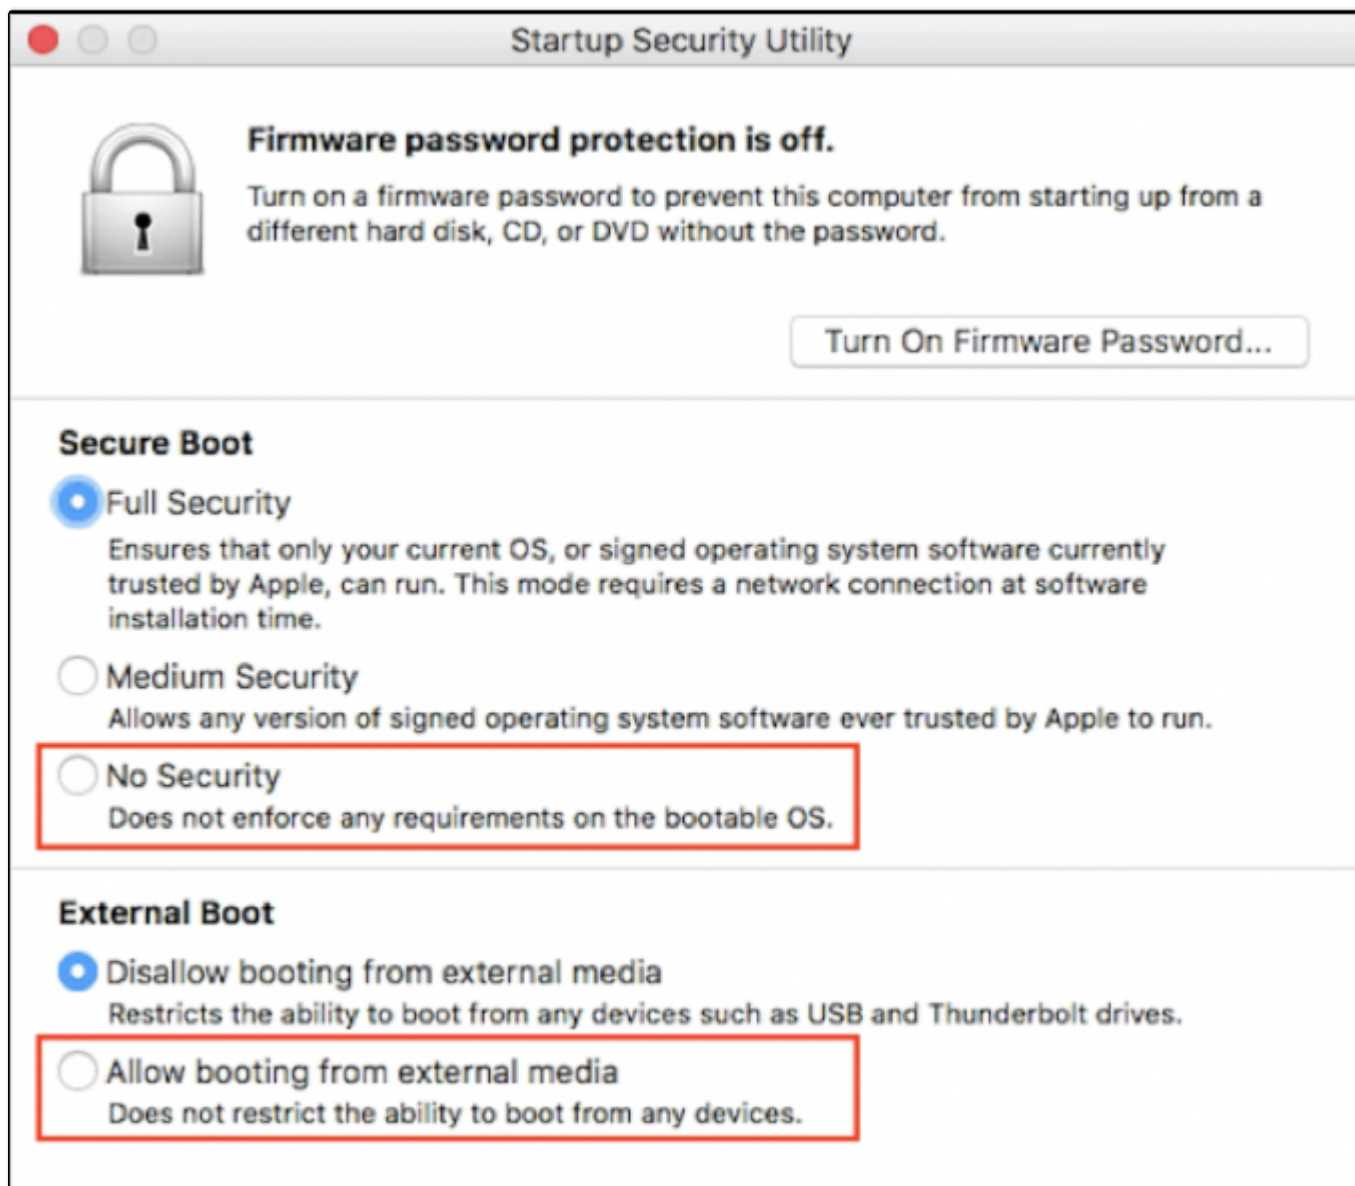 Startup Security Utility
Firmware password protection is off.
Turn on a firmware password to prevent this computer from starting up from a
different hard disk, CD, or DVD without the password.
Turn On Firmware Password...
Secure Boot
Full Security
Ensures that only your current OS, or signed operating system software currently
trusted by Apple, can run. This mode requires a network connection at software
installation time.
Medium Security
Allows any version of signed operating system software ever trusted by Apple to run.
No Security
Does not enforce any requirements on the bootable OS.
External Boot
Disallow booting from external media
Restricts the ability to boot from any devices such as USB and Thunderbolt drives.
Allow booting from external media
Does not restrict the ability to boot from any devices.